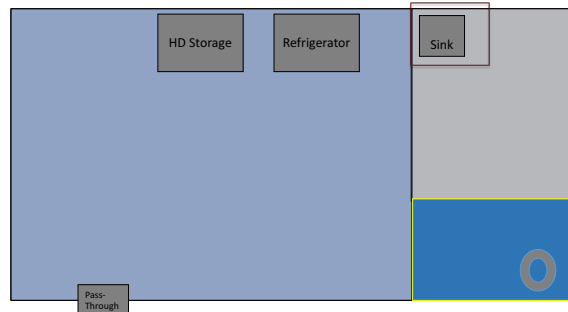 HD Storage
Refrigerator
Sink
Pass-
Through